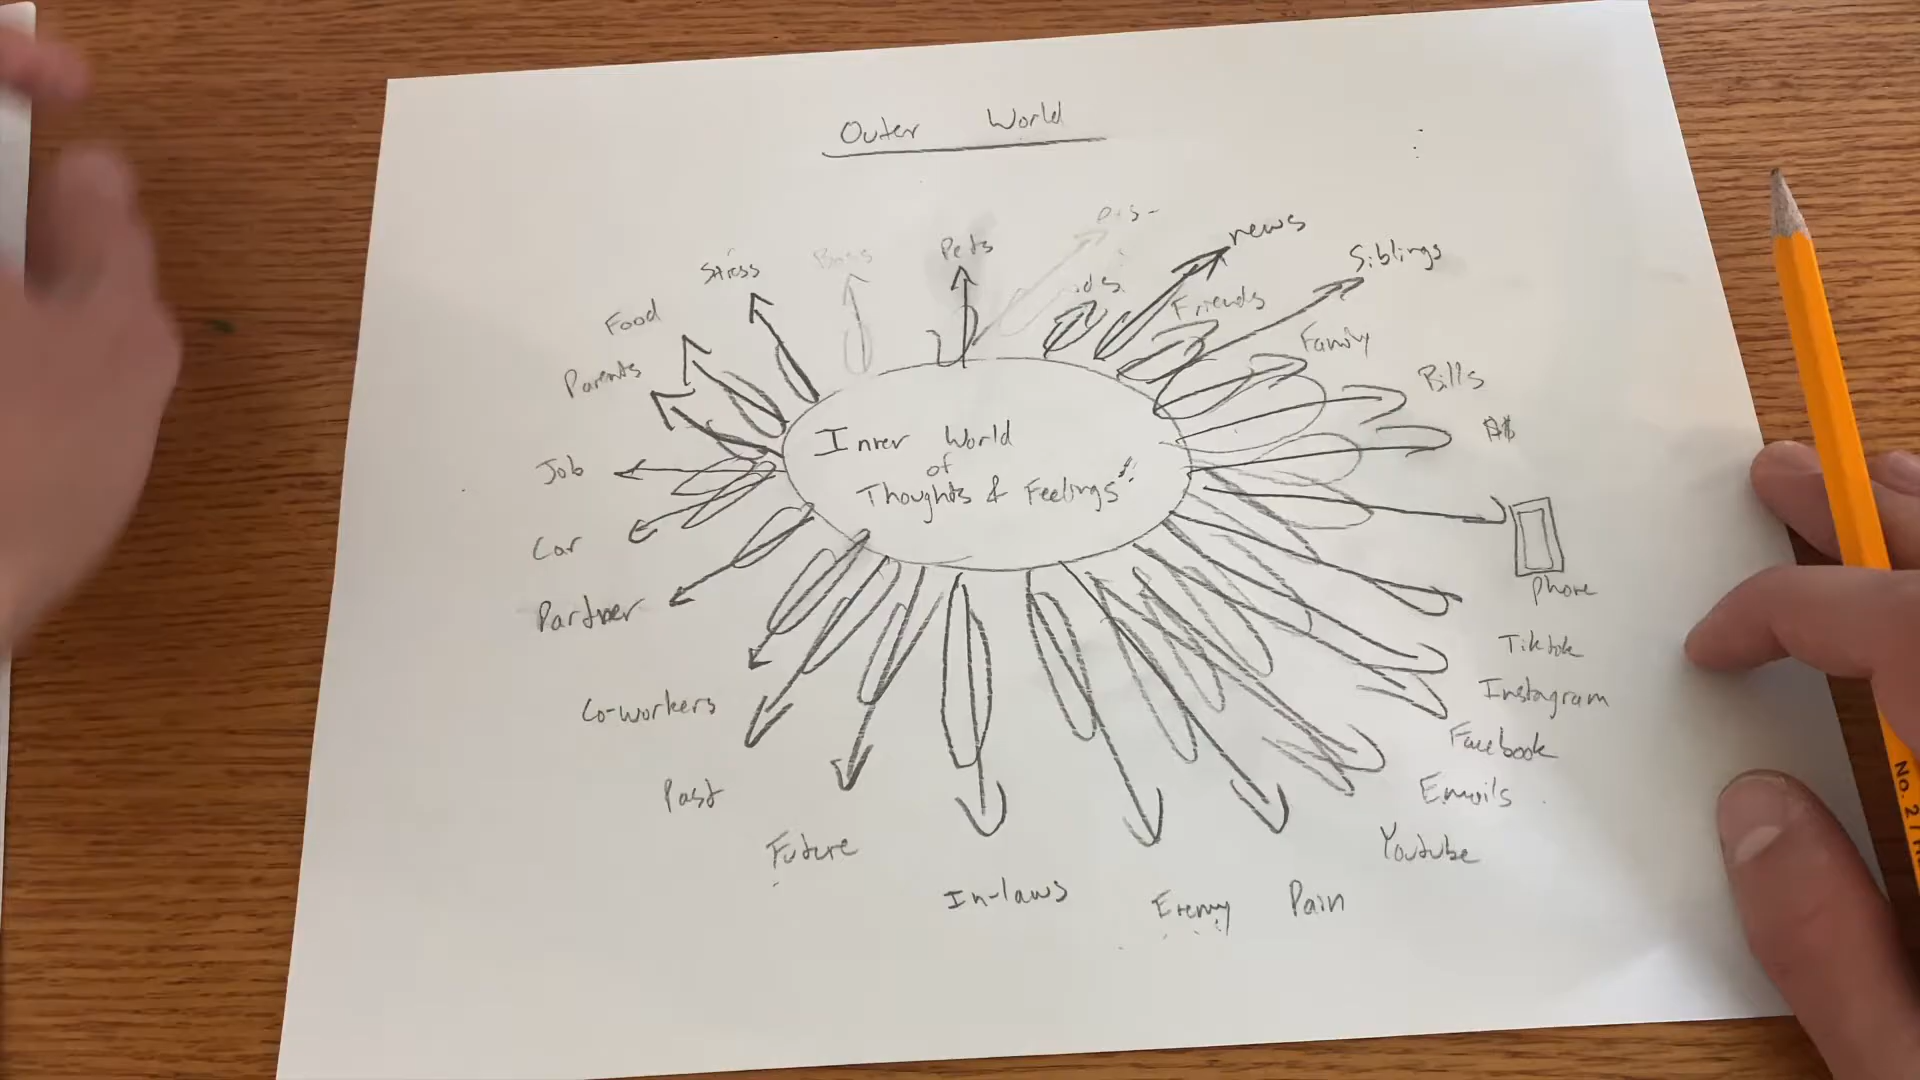 Outer World
news
Pets
Siblings
Stress
Friends
Food
Family
Parents
Bills
Inner World
of
Thoughts & Feelings
Job
Car
Phone
Partner
Tiktok
Instagram
Co-workers
Facebook
Past
Emails
Future
Youtube
In-laws
Enemy
Pain
No. 2